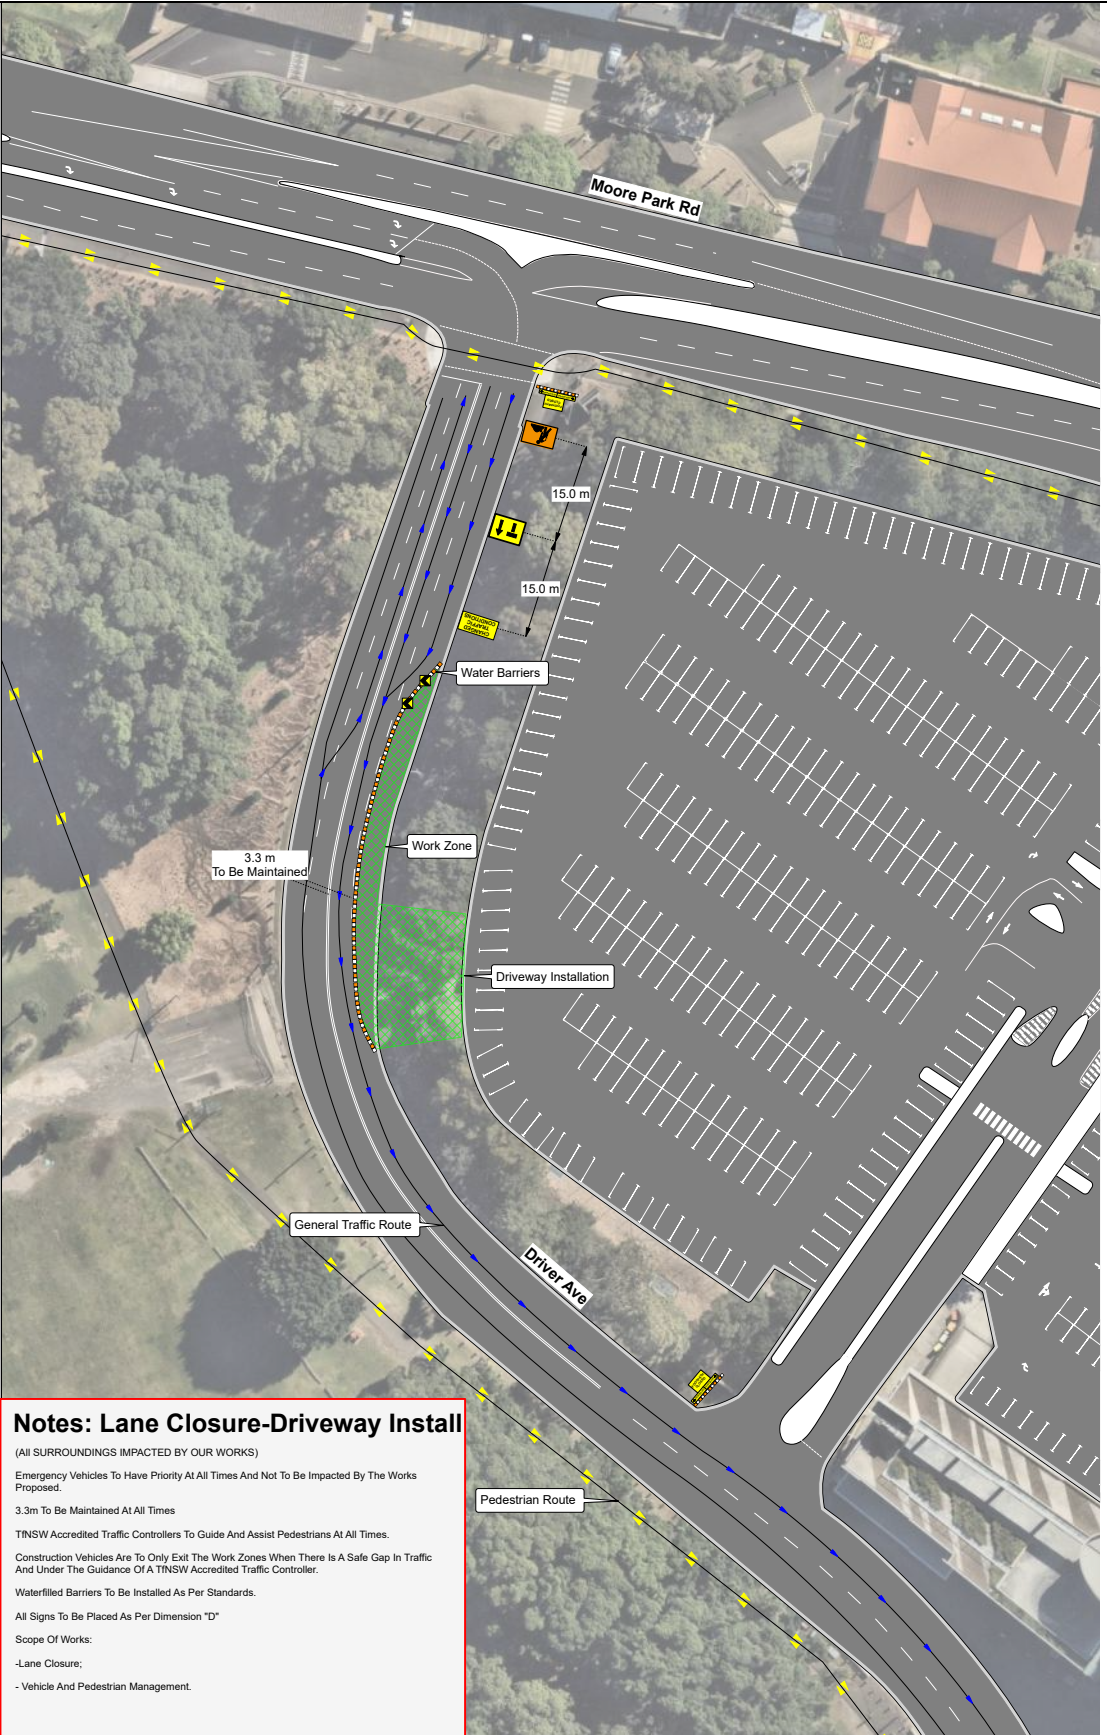 Moore Park Rd
15.0 m
15.0 m
CHANGED
TRAFFIC
CONDITIONS
Water Barriers
Work Zone
3.3 m
To Be Maintained
Driveway Installation
General Traffic Route
Driver Ave
Pedestrian Route
Notes: Lane Closure-Driveway Install
(All SURROUNDINGS IMPACTED BY OUR WORKS)
Emergency Vehicles To Have Priority At All Times And Not To Be Impacted By The Works
Proposed.
3.3m To Be Maintained At All Times
TfNSW Accredited Traffic Controllers To Guide And Assist Pedestrians At All Times.
Construction Vehicles Are To Only Exit The Work Zones When There Is A Safe Gap In Traffic
And Under The Guidance Of A TfNSW Accredited Traffic Controller.
Waterfilled Barriers To Be Installed As Per Standards.
All Signs To Be Placed As Per Dimension "D"
Scope Of Works:
-Lane Closure;
- Vehicle And Pedestrian Management.